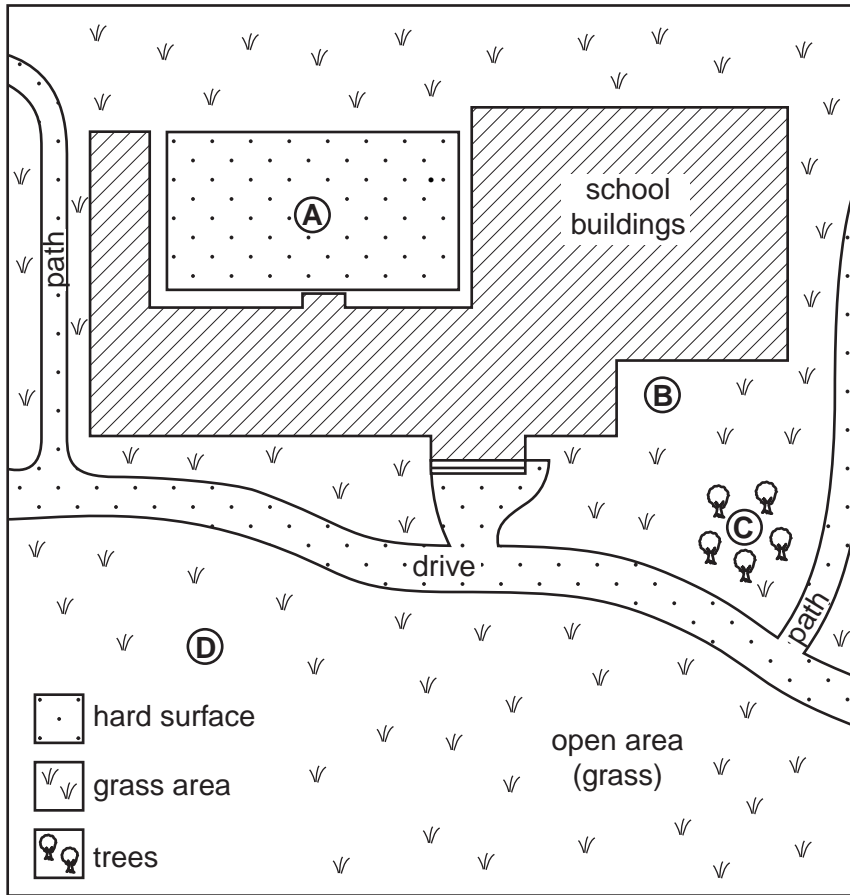 A
school
buildings
path
B
C
drive
path
D
hard surface
open area
(grass)
grass area
trees